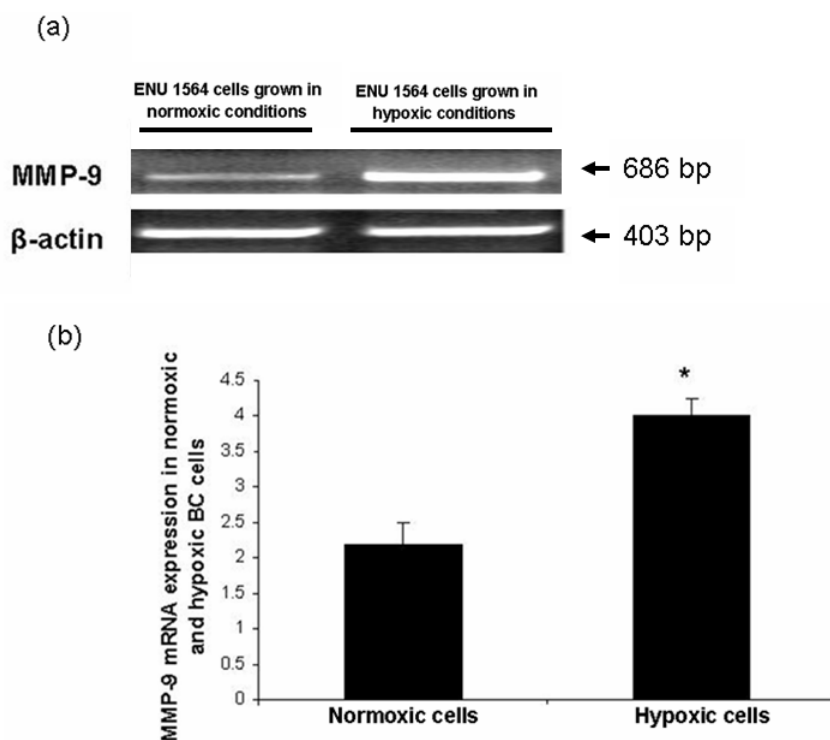 (a)
ENU 1564 cells grown in normoxic conditions
ENU 1564 cells grown in hypoxic conditions
MMP-9
← 686 bp
β-actin
← 403 bp
(b)
MMP-9 mRNA expression in normoxic
and hypoxic BC cells
4.5
4
3.5
3
2.5
2
1.5
1
0.5
0
*
Normoxic cells
Hypoxic cells